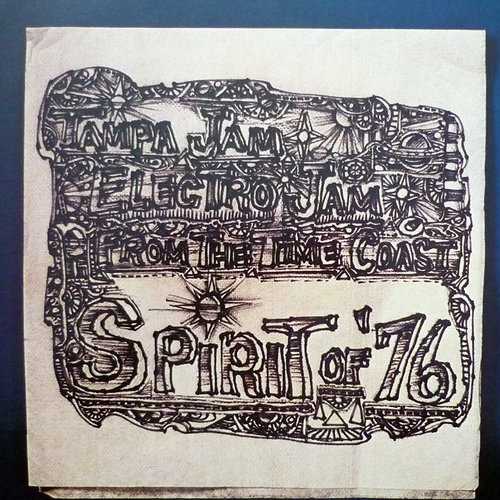 TAMPA JAM
ELECTRO JAM
FROM THE TIME COAST
SPIRIT OF '76